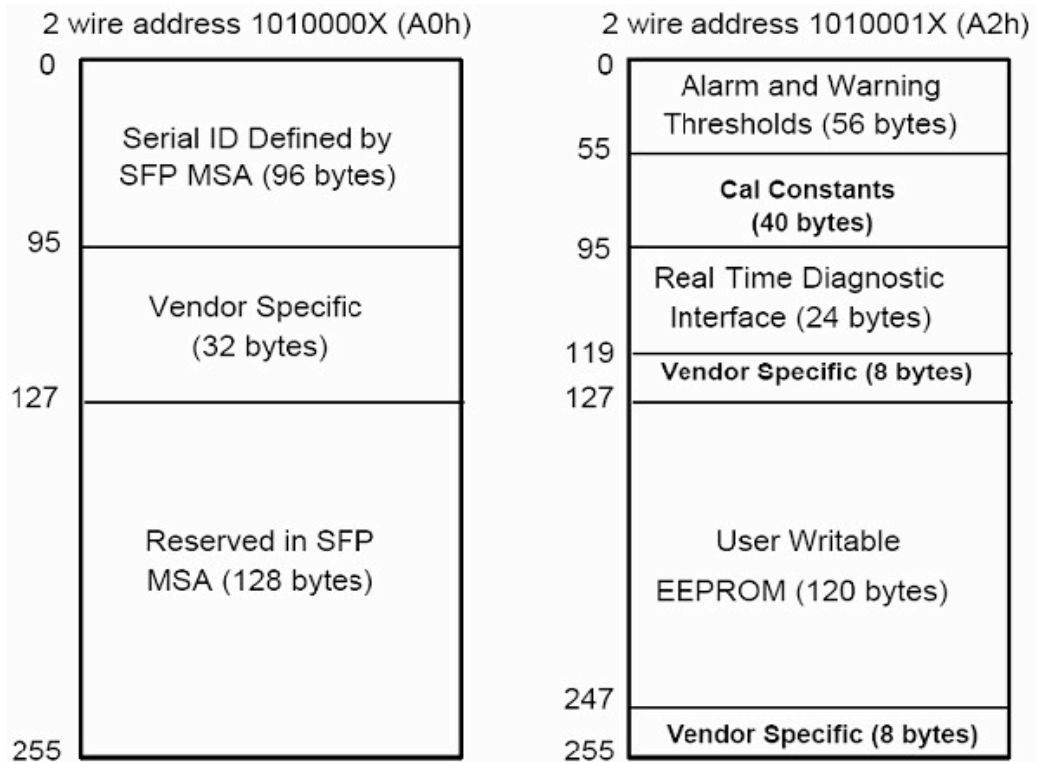 2 wire address 1010000X (A0h)
0
Serial ID Defined by
SFP MSA (96 bytes)
95
Vendor Specific
(32 bytes)
127
Reserved in SFP
MSA (128 bytes)
255
2 wire address 1010001X (A2h)
0
Alarm and Warning
Thresholds (56 bytes)
55
Cal Constants
(40 bytes)
95
Real Time Diagnostic
Interface (24 bytes)
119
Vendor Specific (8 bytes)
127
User Writable
EEPROM (120 bytes)
247
Vendor Specific (8 bytes)
255